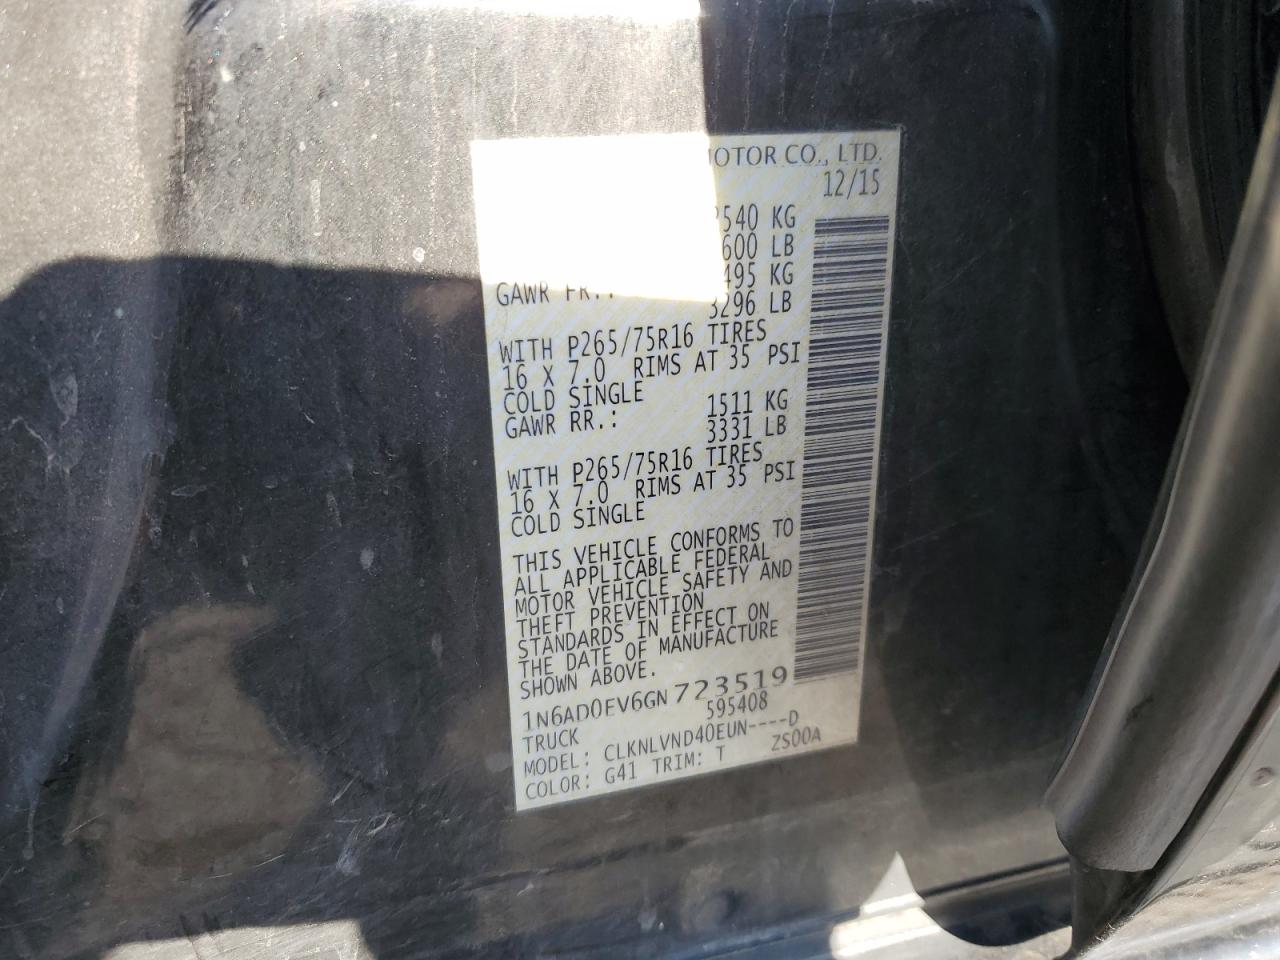 MOTOR CO., LTD.
12/15
2540 KG
600 LB
495 KG
GAWR FR.: 3296 LB
WITH P265/75R16 TIRES
16 X 7.0 RIMS AT 35 PSI
COLD SINGLE
GAWR RR.: 1511 KG
3331 LB
WITH P265/75R16 TIRES
16 X 7.0 RIMS AT 35 PSI
COLD SINGLE
THIS VEHICLE CONFORMS TO
ALL APPLICABLE FEDERAL
MOTOR VEHICLE SAFETY AND
THEFT PREVENTION
STANDARDS IN EFFECT ON
THE DATE OF MANUFACTURE
SHOWN ABOVE.
1N6AD0EV6GN723519
TRUCK 595408
MODEL: CLKNLVND40EUN----D
COLOR: G41 TRIM: T ZS00A